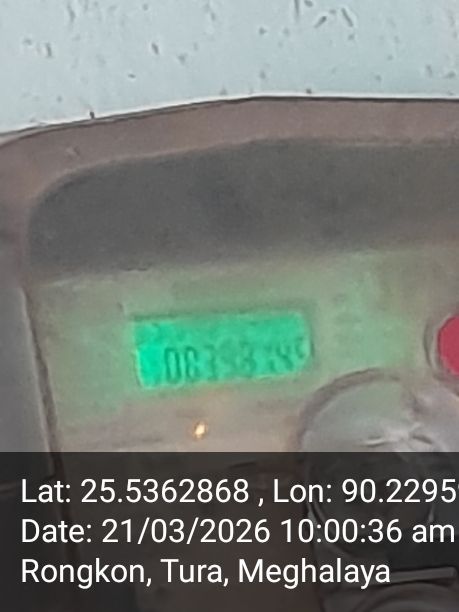 Lat: 25.5362868 , Lon: 90.2295
Date: 21/03/2026 10:00:36 am
Rongkon, Tura, Meghalaya